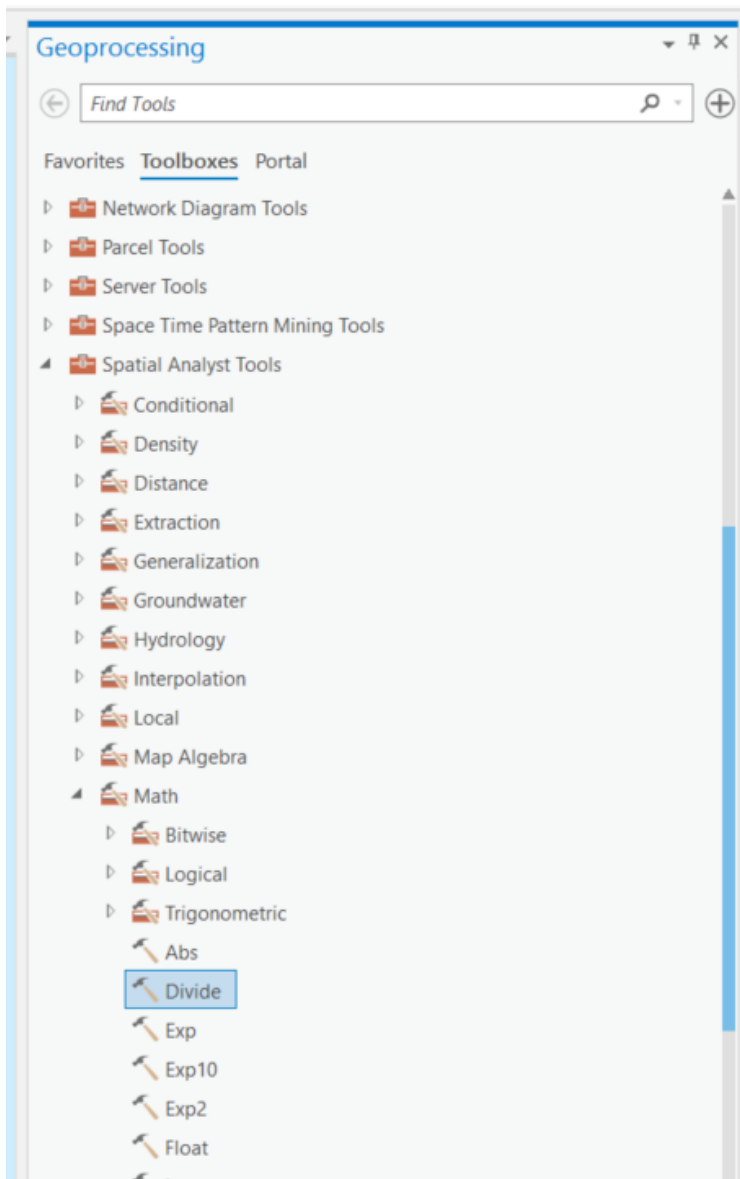 Geoprocessing
Find Tools
Favorites Toolboxes Portal
Network Diagram Tools
Parcel Tools
Server Tools
Space Time Pattern Mining Tools
Spatial Analyst Tools
Conditional
Density
Distance
Extraction
Generalization
Groundwater
Hydrology
Interpolation
Local
Map Algebra
Math
Bitwise
Logical
Trigonometric
Abs
Divide
Exp
Exp10
Exp2
Float